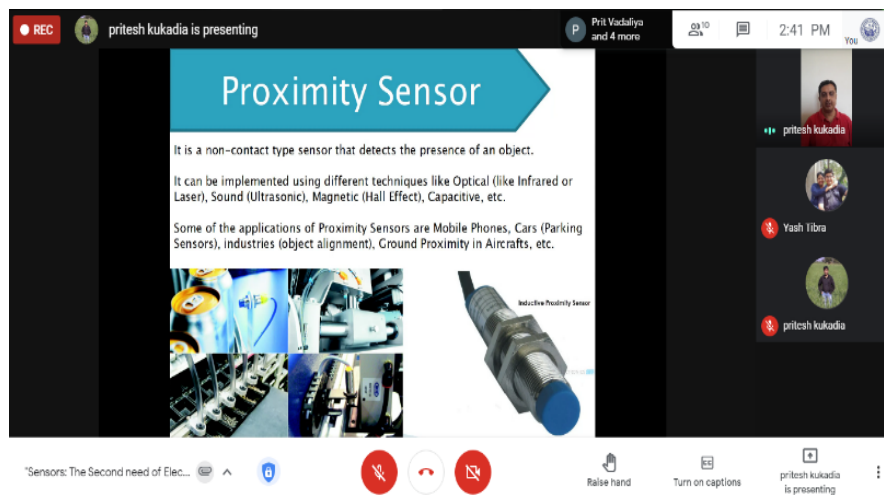 REC
pritesh kukadia is presenting
P
Prit Vadaliya
and 4 more
10
2:41 PM
You
Proximity Sensor
It is a non-contact type sensor that detects the presence of an object.
It can be implemented using different techniques like Optical (like Infrared or
Laser), Sound (Ultrasonic), Magnetic (Hall Effect), Capacitive, etc.
Some of the applications of Proximity Sensors are Mobile Phones, Cars (Parking
Sensors), industries (object alignment), Ground Proximity in Aircrafts, etc.
Inductive Proximity Sensor
pritesh kukadia
Yash Tibra
pritesh kukadia
"Sensors: The Second need of Elec...
Raise hand
CC
Turn on captions
pritesh kukadia
is presenting